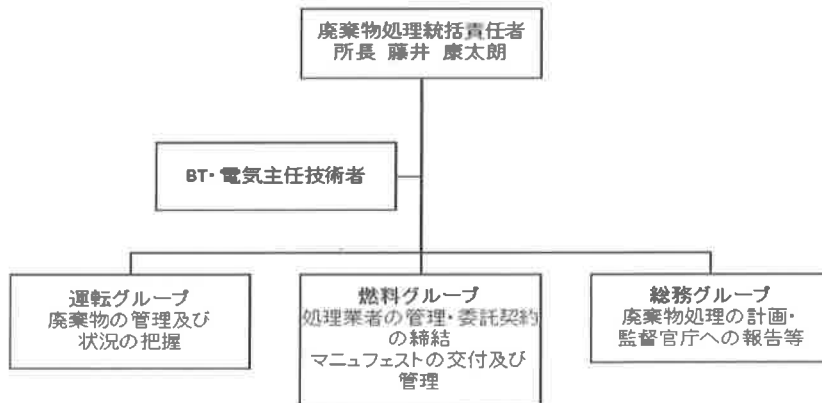 廃棄物処理統括責任者
所長 藤井 康太朗
BT・電気主任技術者
運転グループ
廃棄物の管理及び
状況の把握
燃料グループ
処理業者の管理・委託契約
の締結
マニュフェストの交付及び
管理
総務グループ
廃棄物処理の計画・
監督官庁への報告等